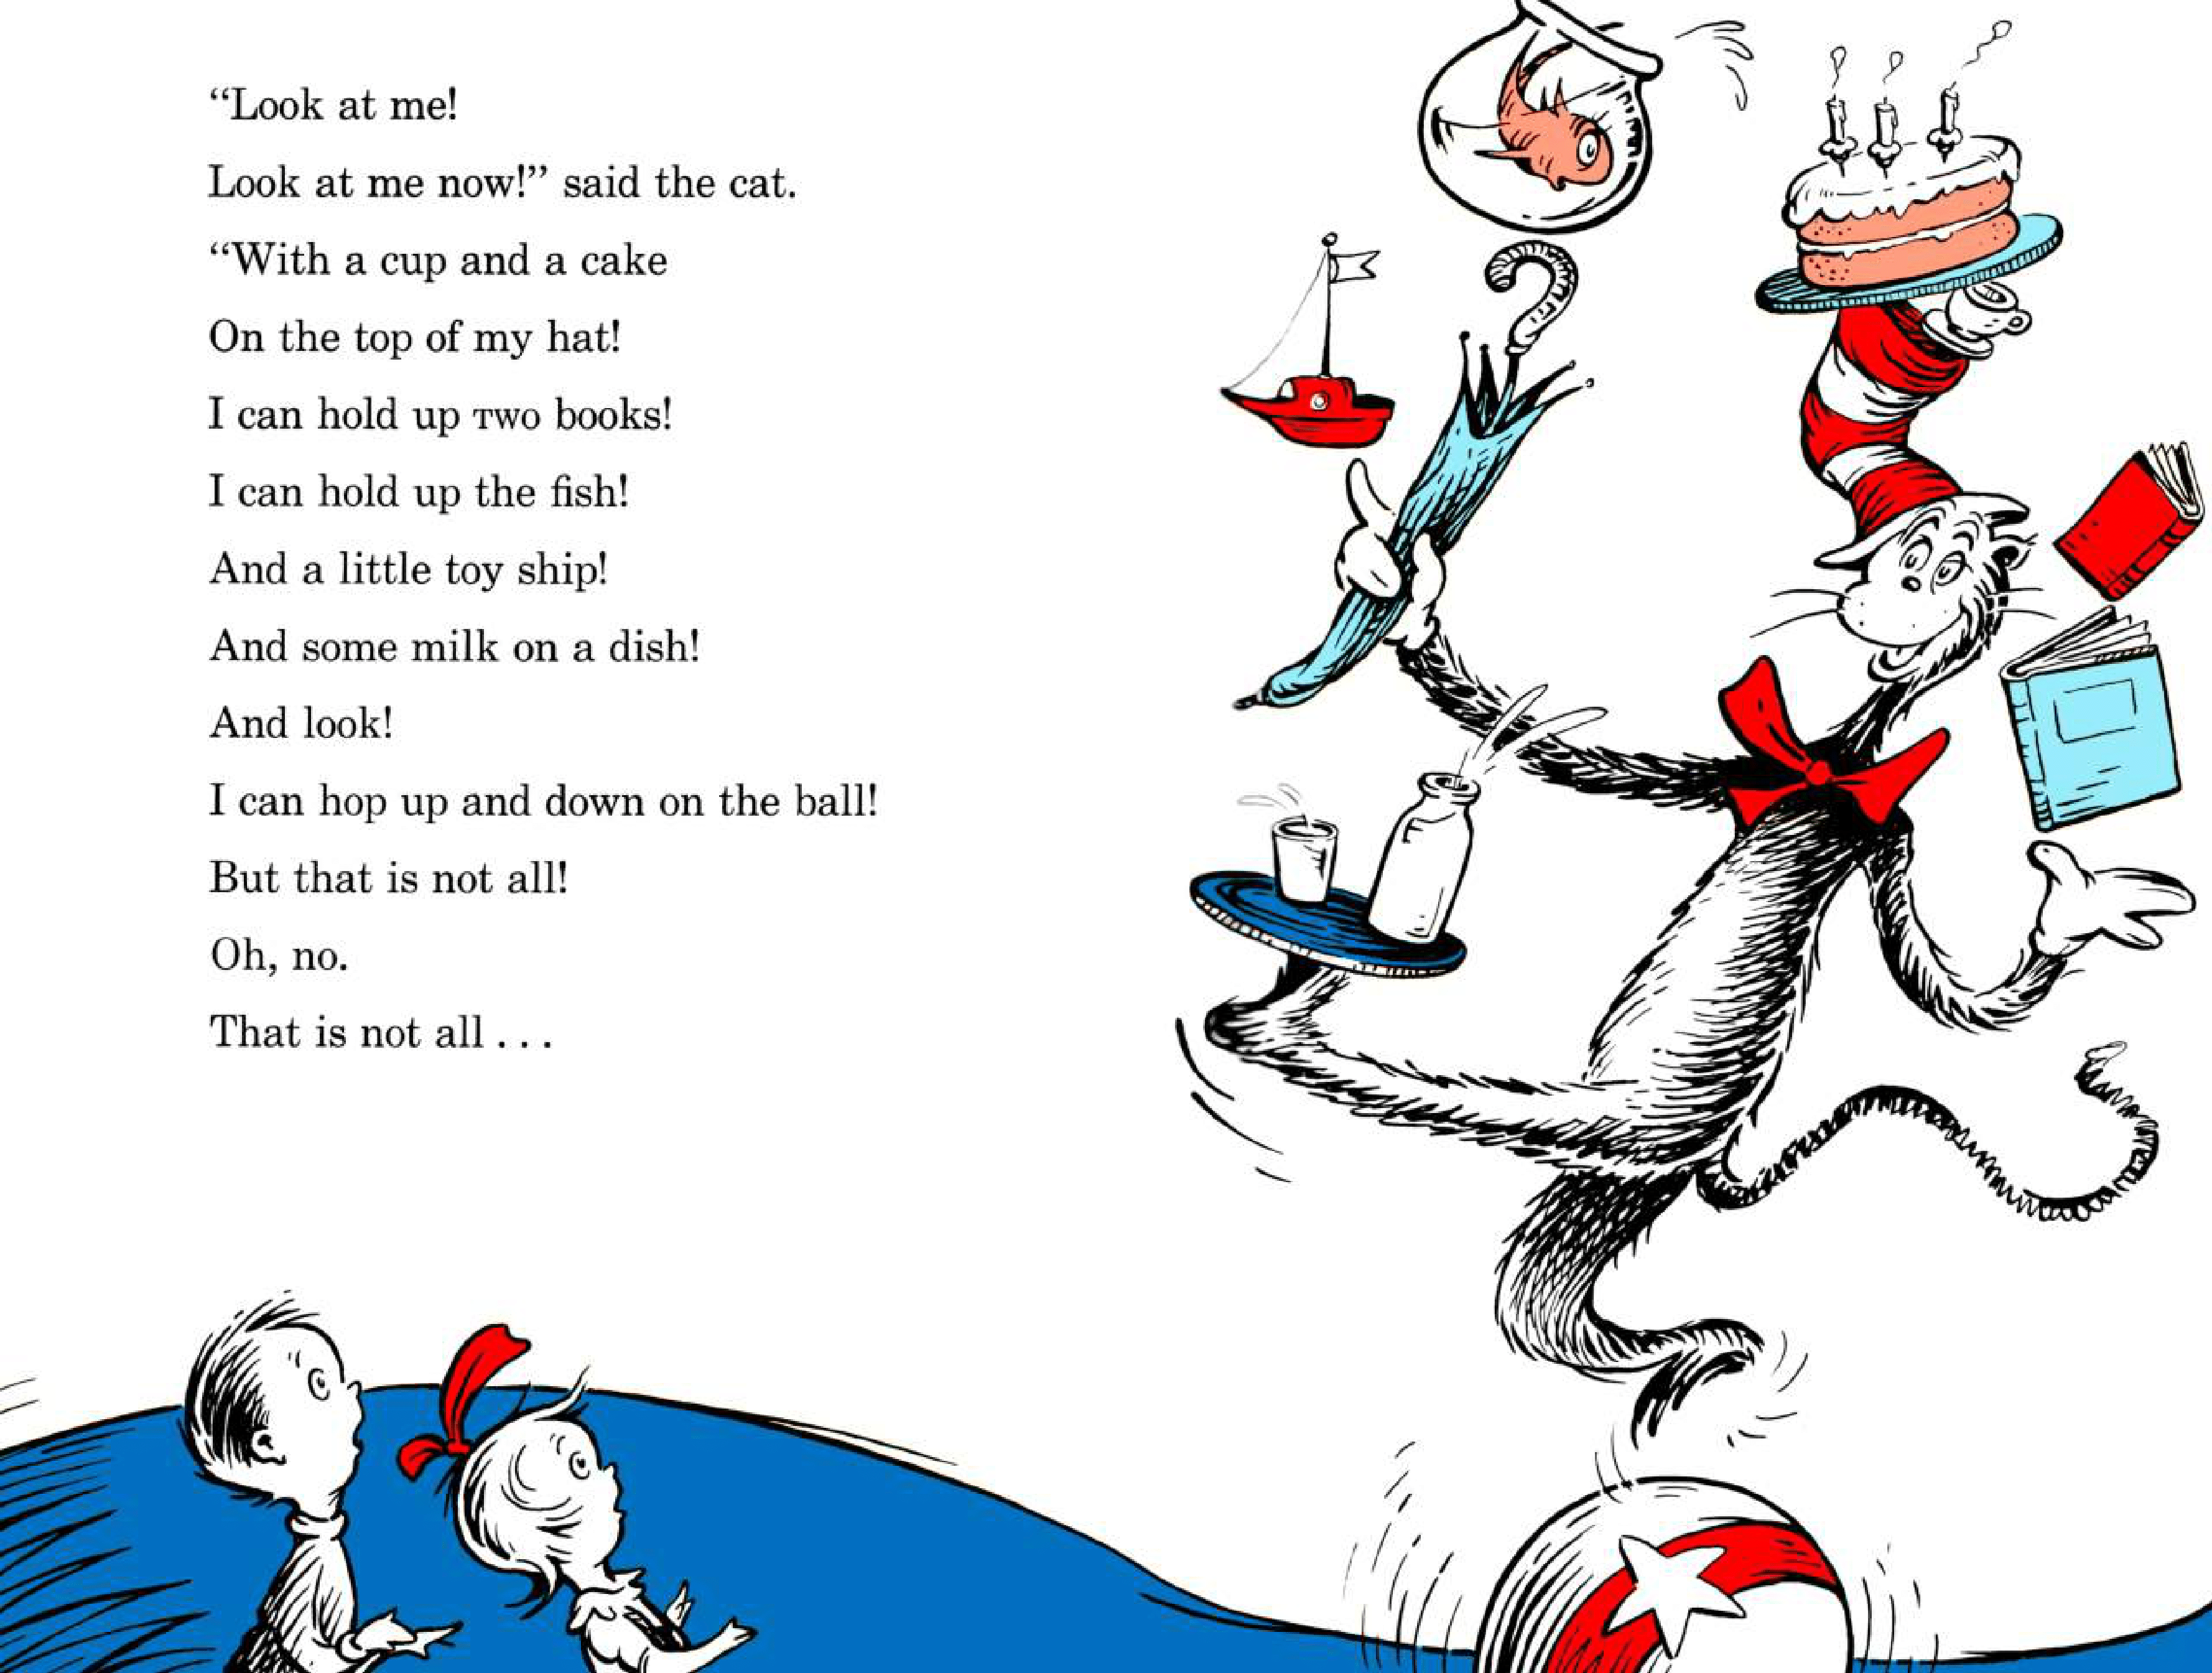 “Look at me!
Look at me now!” said the cat.
“With a cup and a cake
On the top of my hat!
I can hold up TWO books!
I can hold up the fish!
And a little toy ship!
And some milk on a dish!
And look!
I can hop up and down on the ball!
But that is not all!
Oh, no.
That is not all . . .